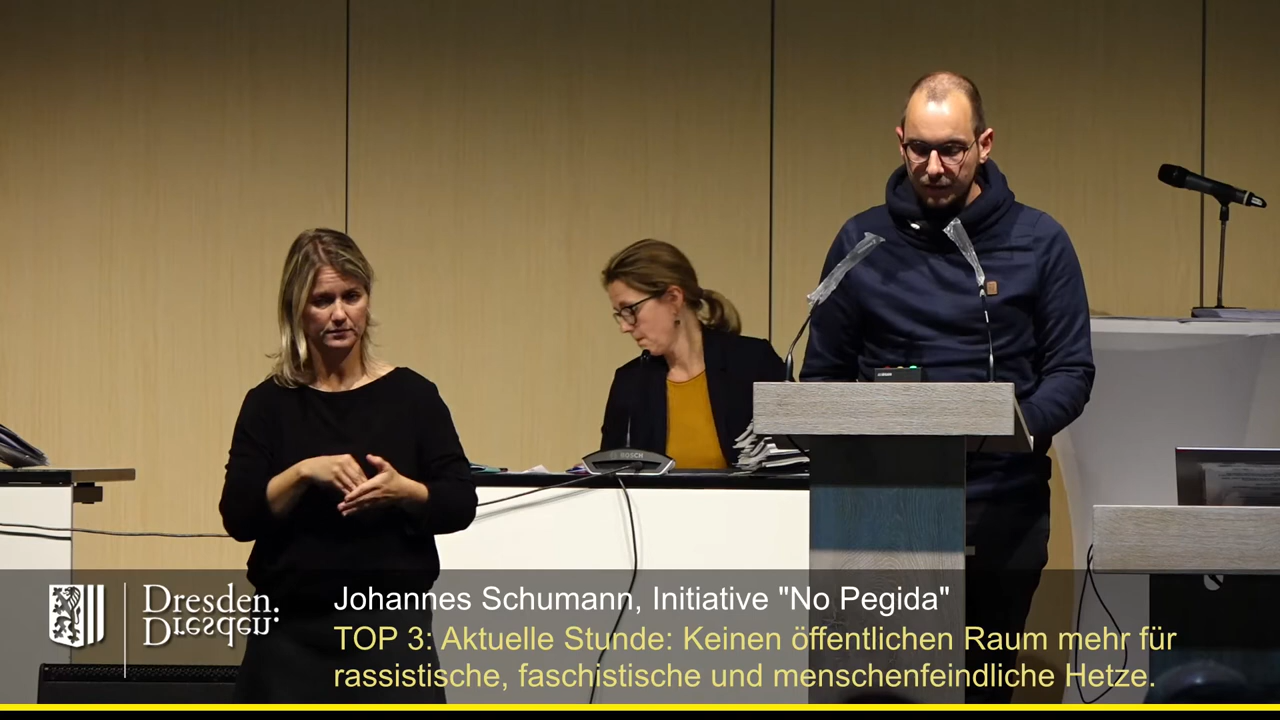 BOSCH
Dresden.
Dresden.
Johannes Schumann, Initiative "No Pegida"
TOP 3: Aktuelle Stunde: Keinen öffentlichen Raum mehr für
rassistische, faschistische und menschenfeindliche Hetze.